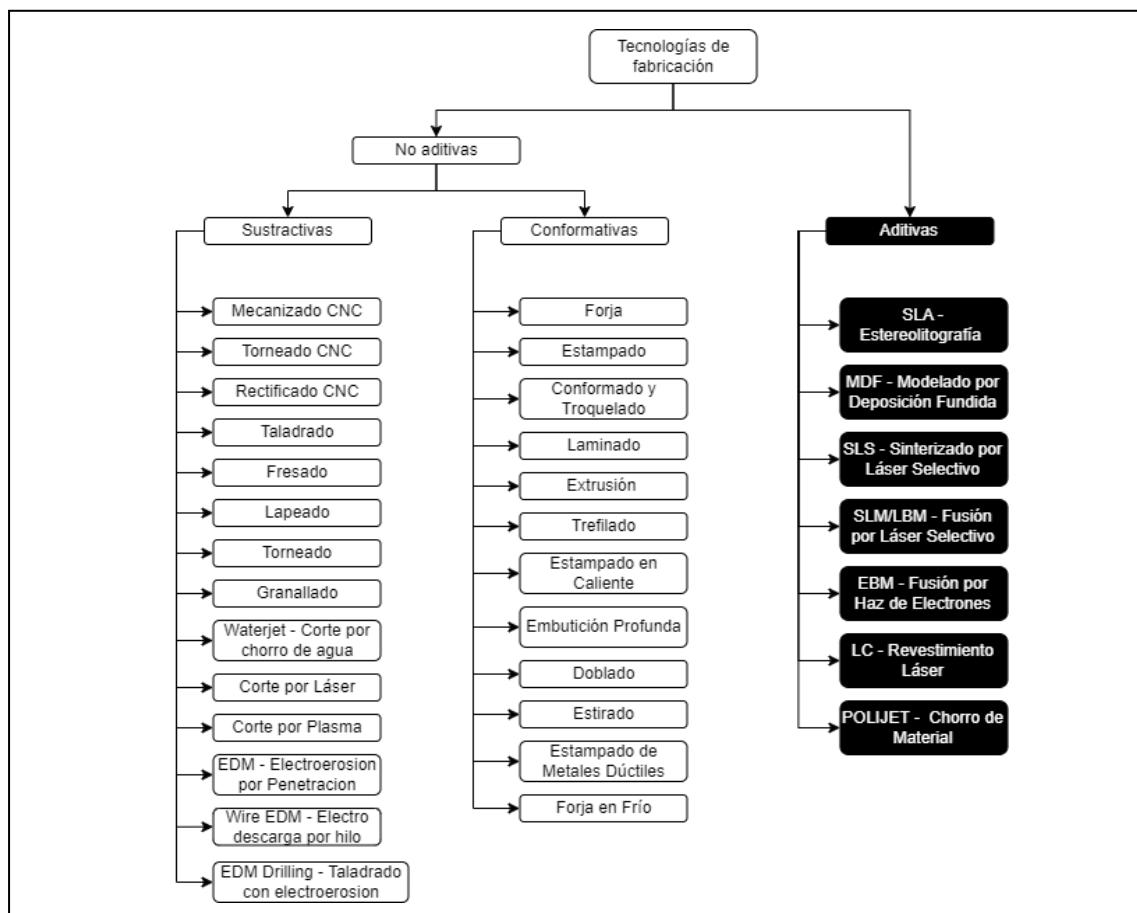 Tecnologías de
fabricación
No aditivas
Sustractivas
Conformativas
Aditivas
Mecanizado CNC
Torneado CNC
Rectificado CNC
Taladrado
Fresado
Lapeado
Torneado
Granallado
Waterjet - Corte por
chorro de agua
Corte por Láser
Corte por Plasma
EDM - Electroerosion
por Penetracion
Wire EDM - Electro
descarga por hilo
EDM Drilling - Taladrado
con electroerosion
Forja
Estampado
Conformado y
Troquelado
Laminado
Extrusión
Trefilado
Estampado en
Caliente
Embutición Profunda
Doblado
Estirado
Estampado de
Metales Dúctiles
Forja en Frío
SLA -
Estereolitografía
MDF - Modelado por
Deposición Fundida
SLS - Sinterizado por
Láser Selectivo
SLM/LBM - Fusión
por Láser Selectivo
EBM - Fusión por
Haz de Electrones
LC - Revestimiento
Láser
POLIJET - Chorro de
Material